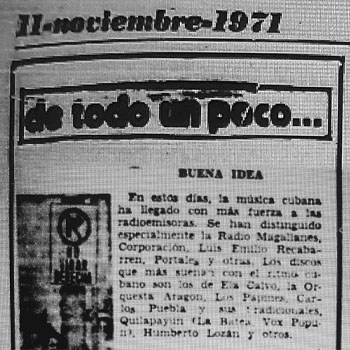 11-noviembre-1971
de todo un poco...
BUENA IDEA
En estos días, la música cubana
ha llegado con más fuerza a las
radioemisoras. Se han distinguido
especialmente la Radio Magallanes,
Corporación, Luis Emilio Recaba-
rren, Portales y otras. Los discos
que más suenan con el ritmo cu-
bano son los de Ela Calvo, la Or-
questa Aragon, Los Papines, Car-
los Puebla y sus tradicionales,
Quilapayún (La Batea, Vox Popu-
li), Humberto Lozán y otros.
NO